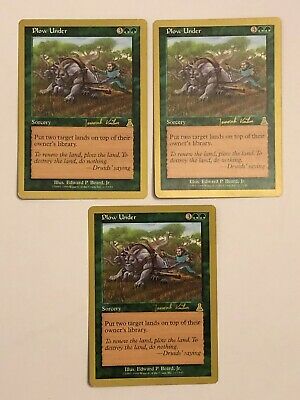 Plow Under
Sorcery
Put two target lands on top of their
owner's library.
To renew the land, plow the land. To
destroy the land, do nothing.
—Druids' saying
Illus. Edward P. Beard, Jr.
Plow Under
Sorcery
Put two target lands on top of their
owner's library.
To renew the land, plow the land. To
destroy the land, do nothing.
—Druids' saying
Illus. Edward P. Beard, Jr.
Plow Under
Sorcery
Put two target lands on top of their
owner's library.
To renew the land, plow the land. To
destroy the land, do nothing.
—Druids' saying
Illus. Edward P. Beard, Jr.